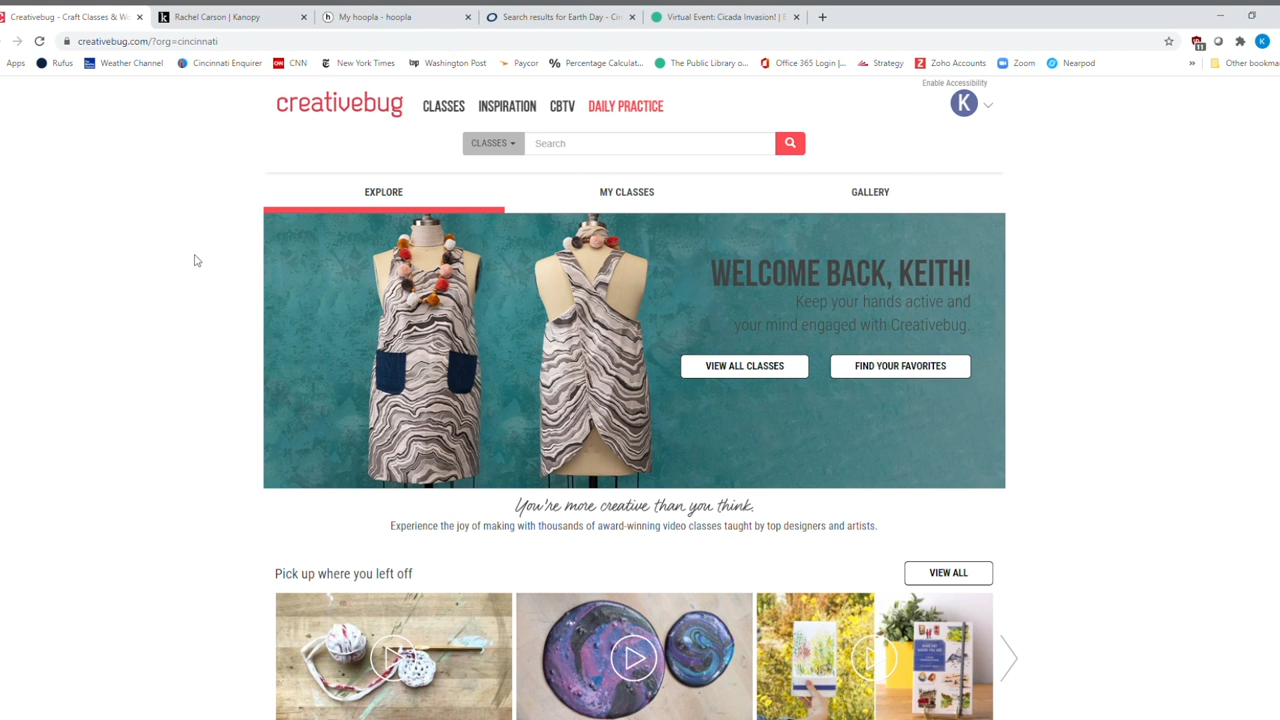 Creativebug - Craft Classes & Wo
Rachel Carson | Kanopy
My hoopla - hoopla
Search results for Earth Day - Cin
Virtual Event: Cicada Invasion! | E
creativebug.com/?org=cincinnati
11
K
Apps
Rufus
Weather Channel
Cincinnati Enquirer
CNN
New York Times
Washington Post
Paycor
Percentage Calculat...
The Public Library o...
Office 365 Login |...
Strategy
Zoho Accounts
Zoom
Nearpod
»
Other bookma
Enable Accessibility
creativebug
CLASSES
INSPIRATION
CBTV
DAILY PRACTICE
K
CLASSES
Search
EXPLORE
MY CLASSES
GALLERY
WELCOME BACK, KEITH!
Keep your hands active and
your mind engaged with Creativebug.
VIEW ALL CLASSES
FIND YOUR FAVORITES
You're more creative than you think.
Experience the joy of making with thousands of award-winning video classes taught by top designers and artists.
Pick up where you left off
VIEW ALL